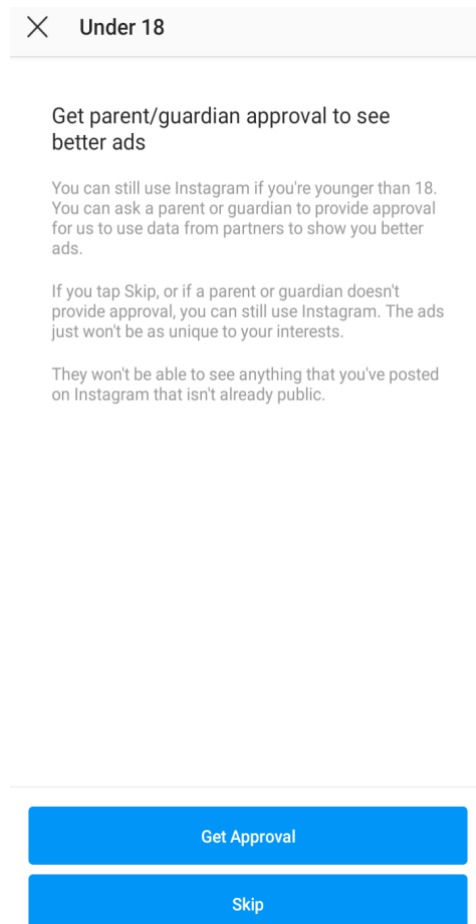 Under 18
Get parent/guardian approval to see
better ads
You can still use Instagram if you're younger than 18.
You can ask a parent or guardian to provide approval
for us to use data from partners to show you better
ads.
If you tap Skip, or if a parent or guardian doesn't
provide approval, you can still use Instagram. The ads
just won't be as unique to your interests.
They won't be able to see anything that you've posted
on Instagram that isn't already public.
Get Approval
Skip